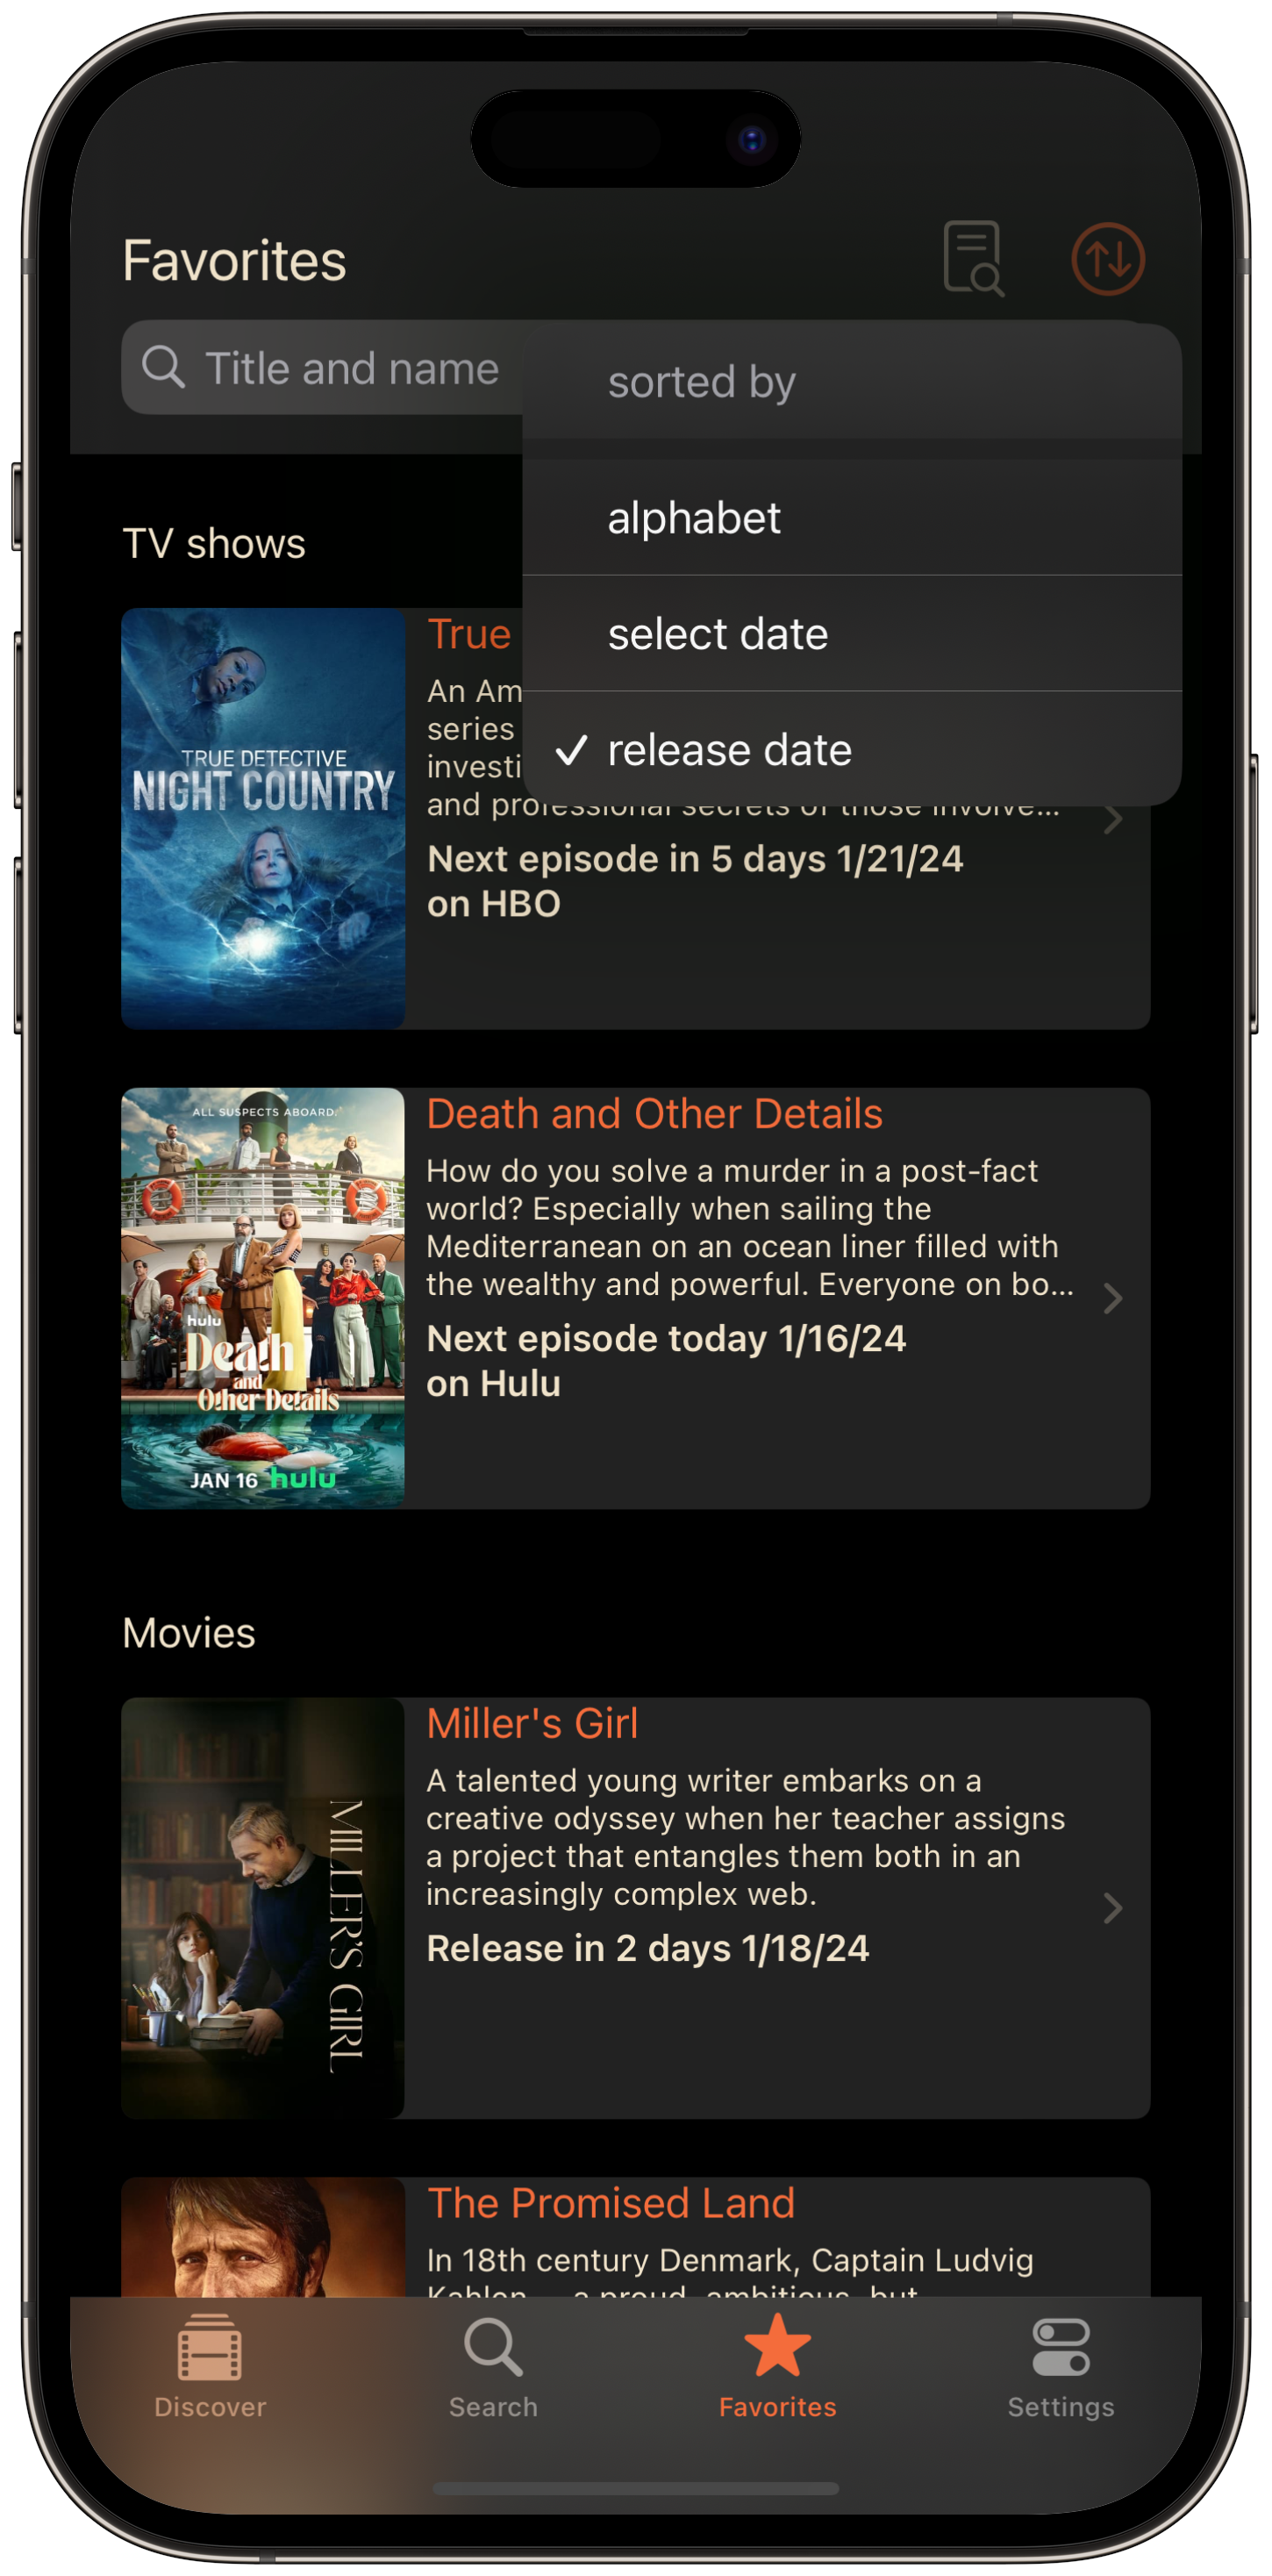 Favorites
Title and name
sorted by
alphabet
select date
✓ release date
TV shows
TRUE DETECTIVE
NIGHT COUNTRY
True
An Am
series
investi
and professional secrets of those involve...
Next episode in 5 days 1/21/24
on HBO
ALL SUSPECTS ABOARD.
hulu
Death
and
Other Details
JAN 16 hulu
Death and Other Details
How do you solve a murder in a post-fact
world? Especially when sailing the
Mediterranean on an ocean liner filled with
the wealthy and powerful. Everyone on bo...
Next episode today 1/16/24
on Hulu
Movies
MILLER'S GIRL
Miller's Girl
A talented young writer embarks on a
creative odyssey when her teacher assigns
a project that entangles them both in an
increasingly complex web.
Release in 2 days 1/18/24
The Promised Land
In 18th century Denmark, Captain Ludvig
Kahlen – a proud, ambitious, but
Discover
Search
Favorites
Settings